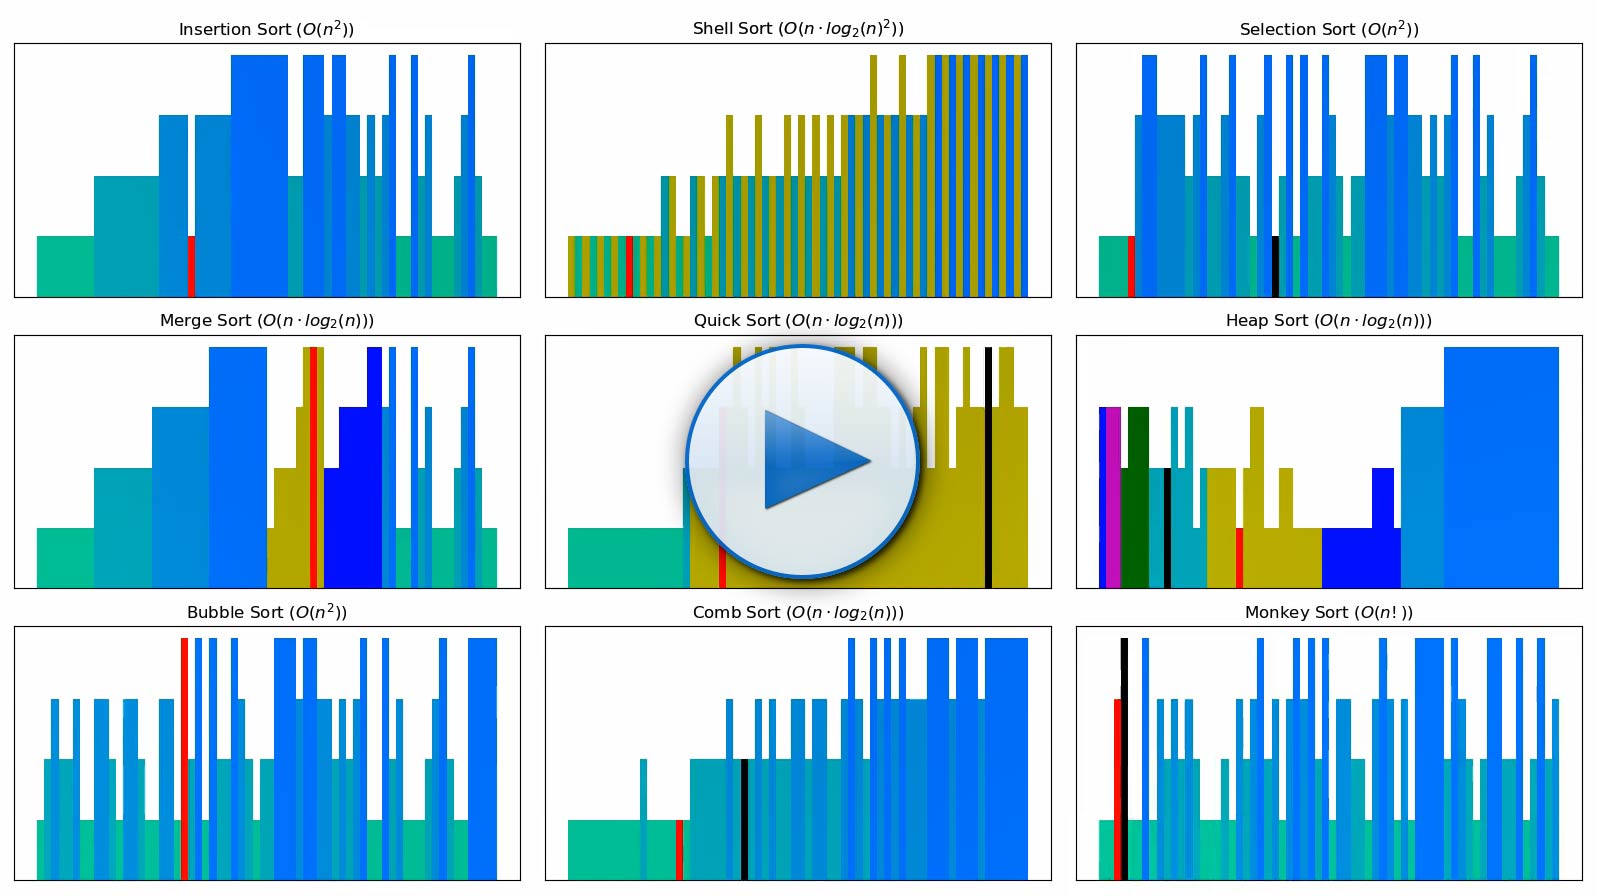 Insertion Sort (O(n²))
Shell Sort (O(n · log₂(n)²))
Selection Sort (O(n²))
Merge Sort (O(n · log₂(n)))
Quick Sort (O(n · log₂(n)))
Heap Sort (O(n · log₂(n)))
Bubble Sort (O(n²))
Comb Sort (O(n · log₂(n)))
Monkey Sort (O(n!))